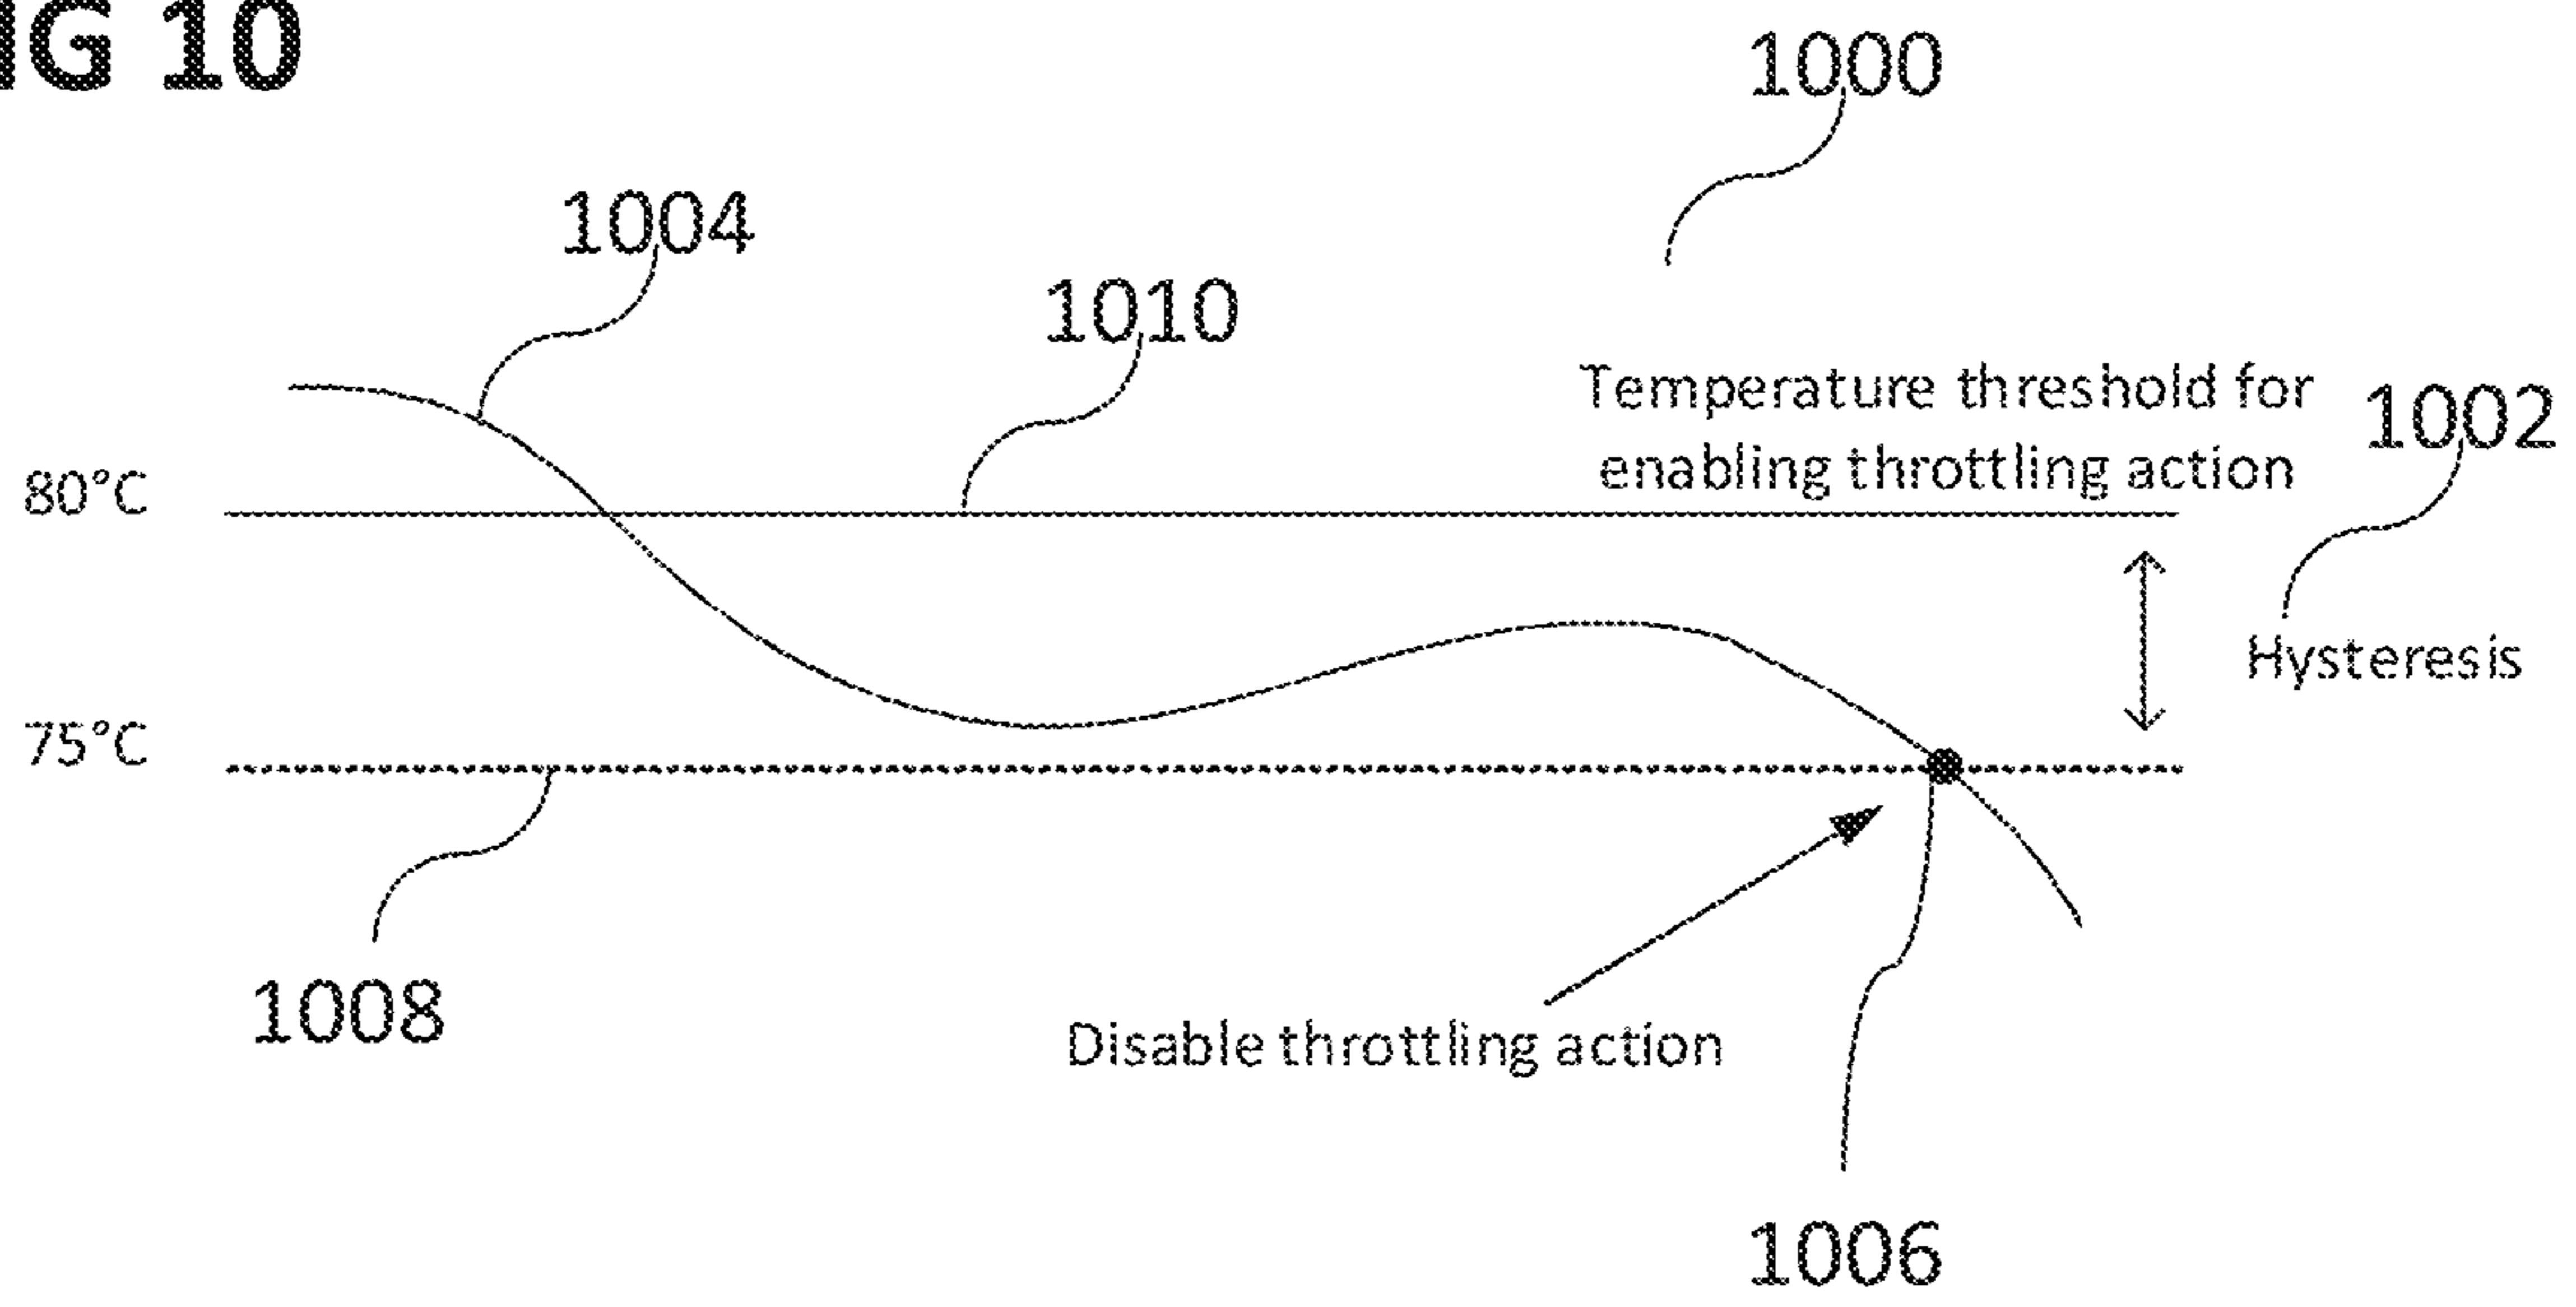 IG 10
1000
1004
1010
Temperature threshold for
enabling throttling action
1002
80°C
Hysteresis
75°C
1008
Disable throttling action
1006